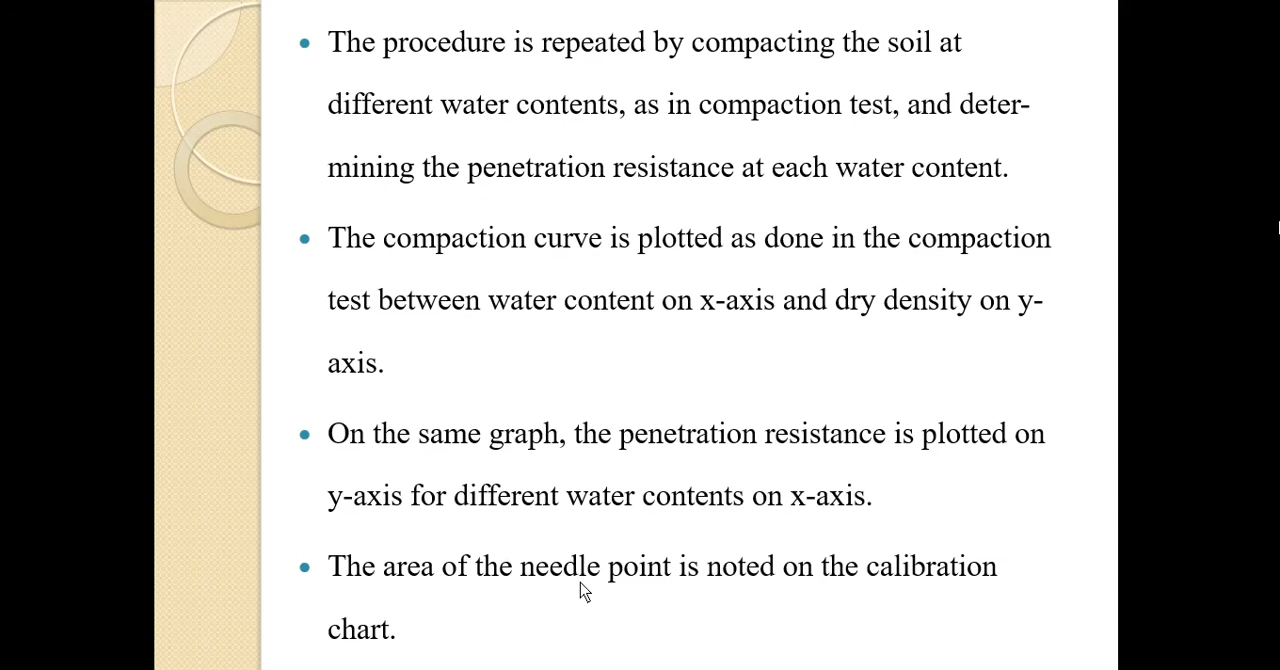 The procedure is repeated by compacting the soil at
different water contents, as in compaction test, and deter-
mining the penetration resistance at each water content.
The compaction curve is plotted as done in the compaction
test between water content on x-axis and dry density on y-
axis.
On the same graph, the penetration resistance is plotted on
y-axis for different water contents on x-axis.
The area of the needle point is noted on the calibration
chart.